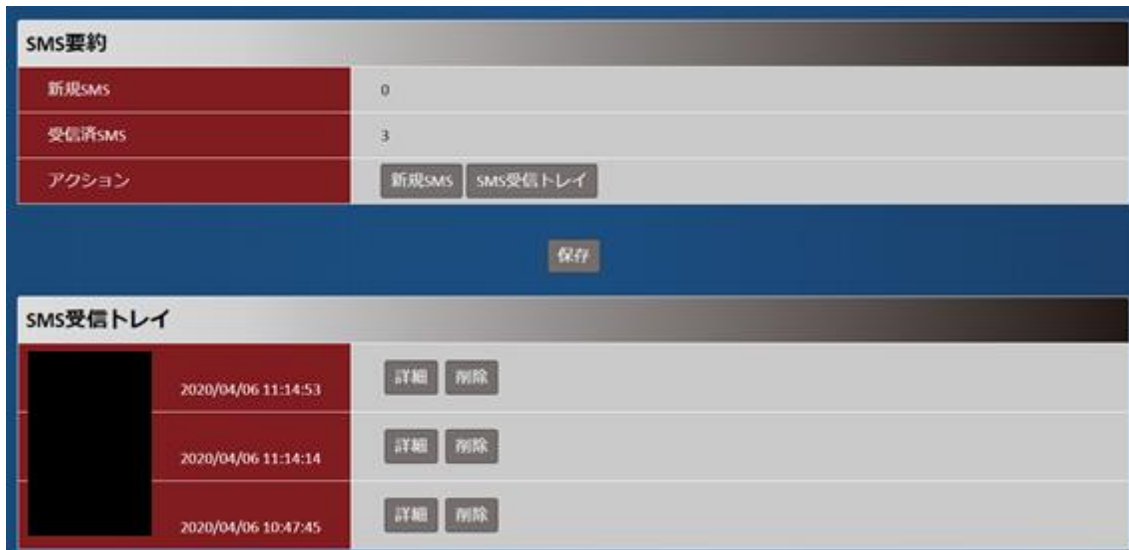 SMS要約
新規SMS 0
受信済SMS 3
アクション 新規SMS SMS受信トレイ
保存
SMS受信トレイ
2020/04/06 11:14:53 詳細 削除
2020/04/06 11:14:14 詳細 削除
2020/04/06 10:47:45 詳細 削除